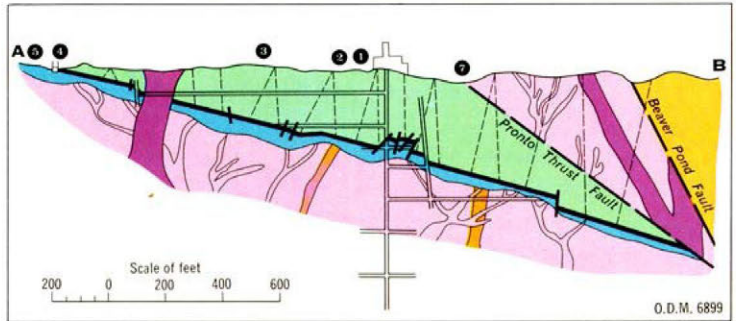 A 5 4 3 2 1 7 B
Pronto Thrust Fault
Beaver Pond Fault
Scale of feet
200 0 200 400 600
O.D.M. 6899